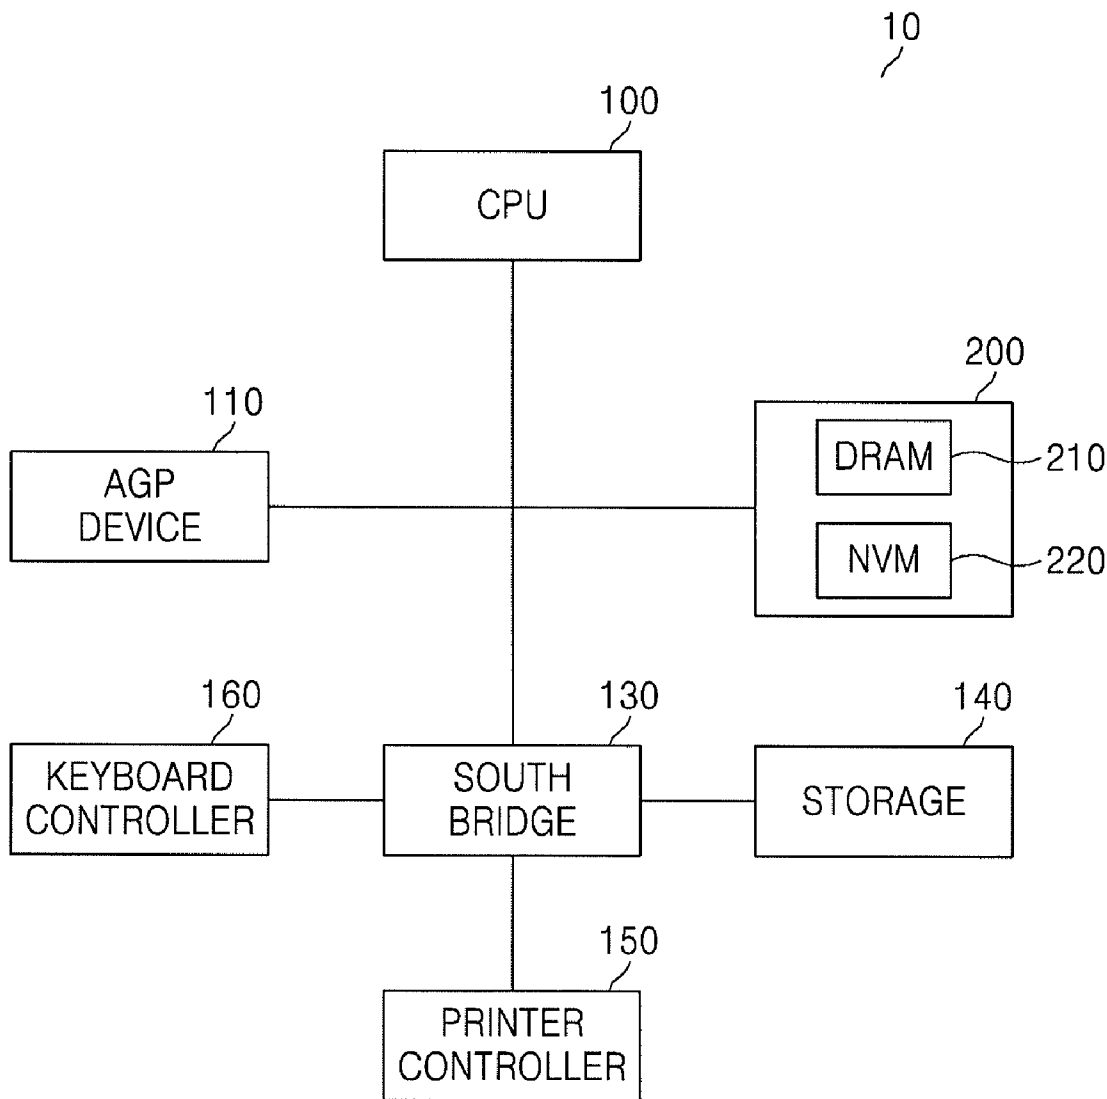 10
100
CPU
200
110
DRAM
210
AGP
DEVICE
NVM
220
160
130
140
KEYBOARD
CONTROLLER
SOUTH
BRIDGE
STORAGE
150
PRINTER
CONTROLLER